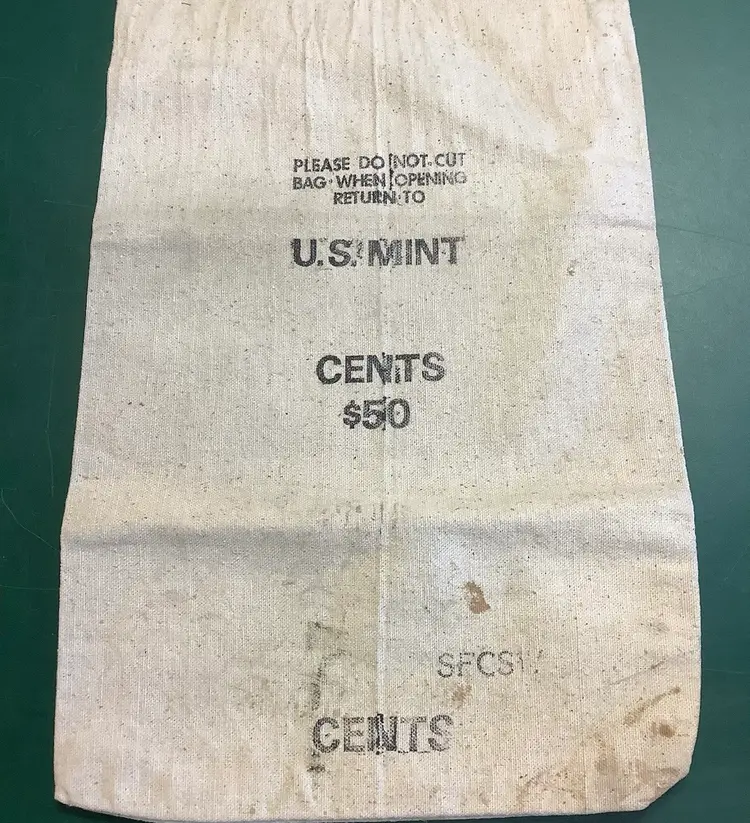 PLEASE DO NOT CUT
BAG WHEN OPENING
RETURN TO
U.S. MINT
CENTS
$50
SFCS
CENTS